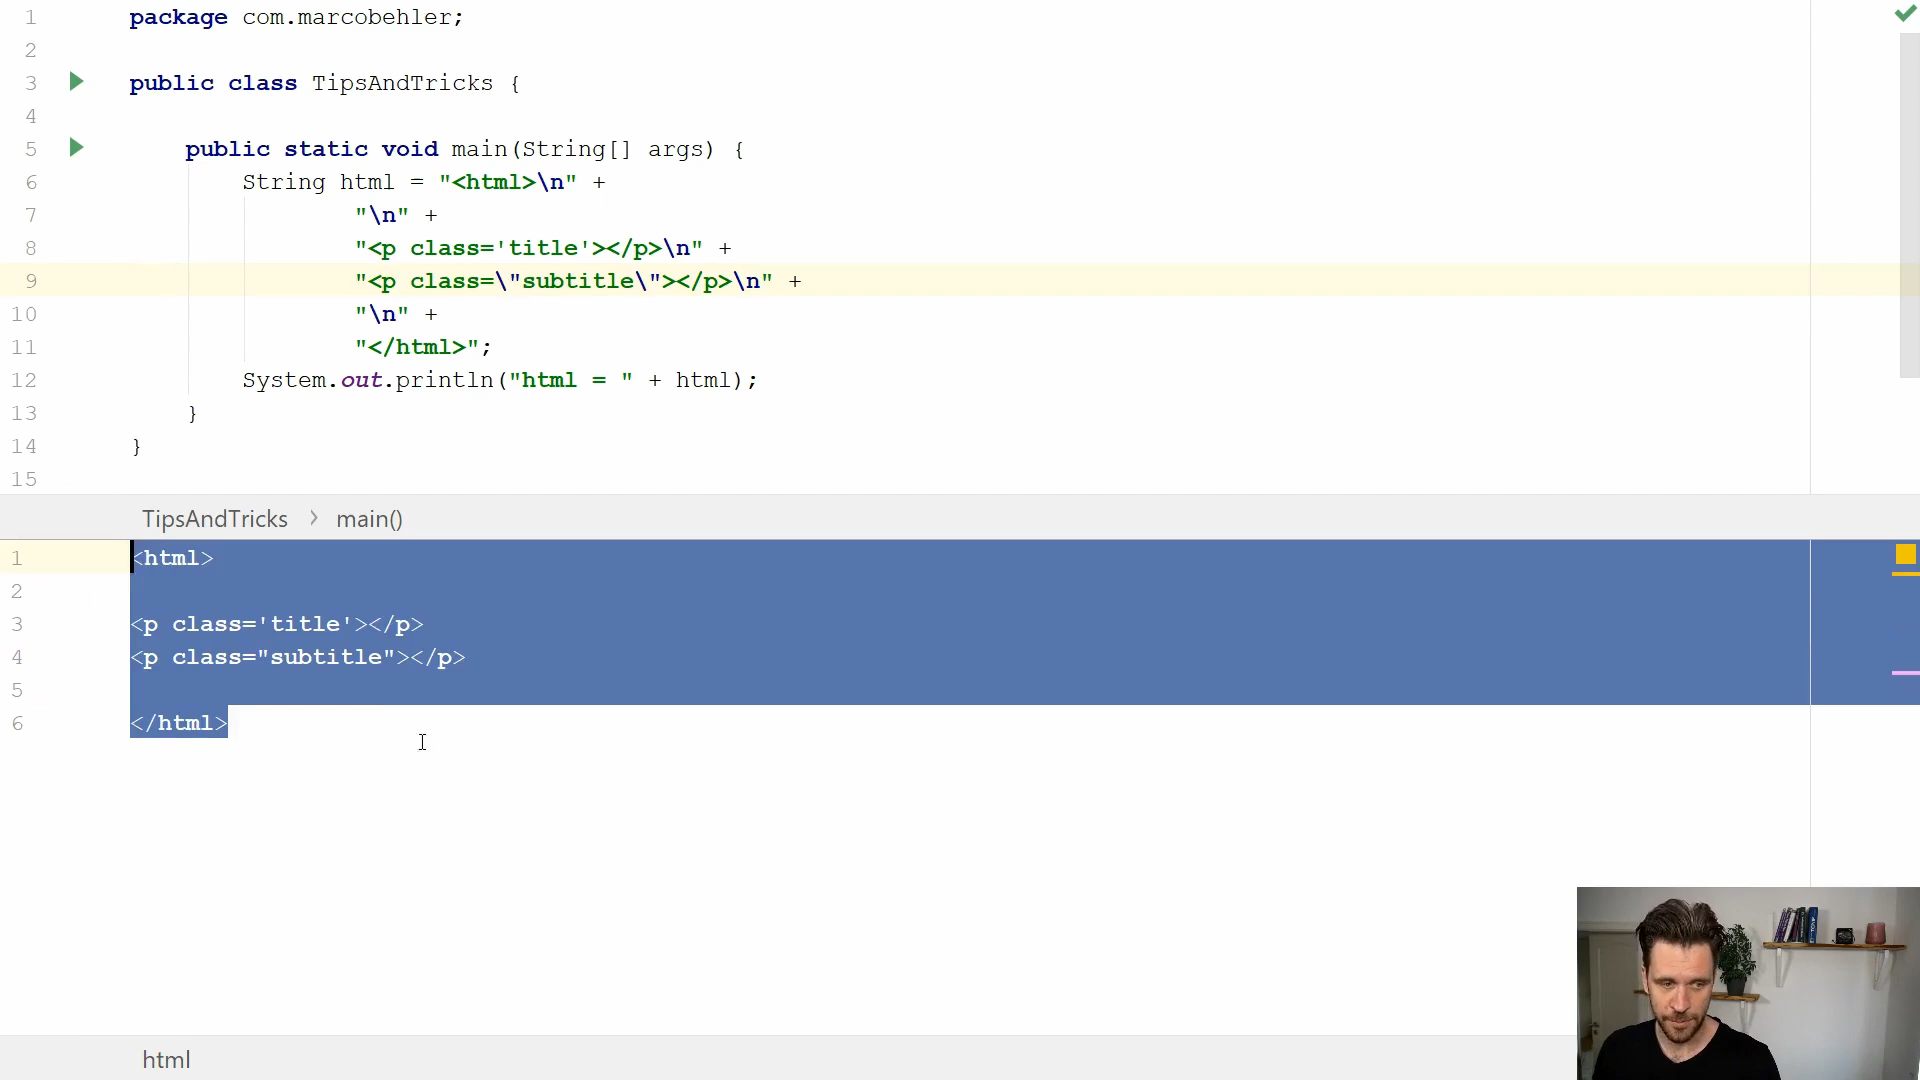 1 package com.marcobehler;
2
3 public class TipsAndTricks {
4
5 public static void main(String[] args) {
6 String html = "<html>\n" +
7 "\n" +
8 "<p class='title'></p>\n" +
9 "<p class=\"subtitle\"></p>\n" +
10 "\n" +
11 "</html>";
12 System.out.println("html = " + html);
13 }
14 }
15
TipsAndTricks > main()
1 <html>
2
3 <p class='title'></p>
4 <p class="subtitle"></p>
5
6 </html>
html